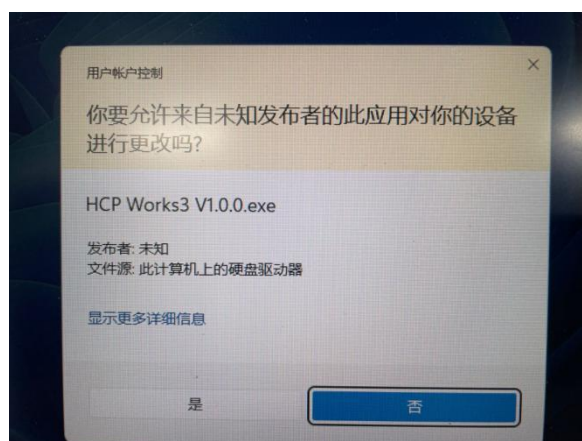 用户帐户控制
你要允许来自未知发布者的此应用对你的设备
进行更改吗?
HCP Works3 V1.0.0.exe
发布者: 未知
文件源: 此计算机上的硬盘驱动器
显示更多详细信息
是
否